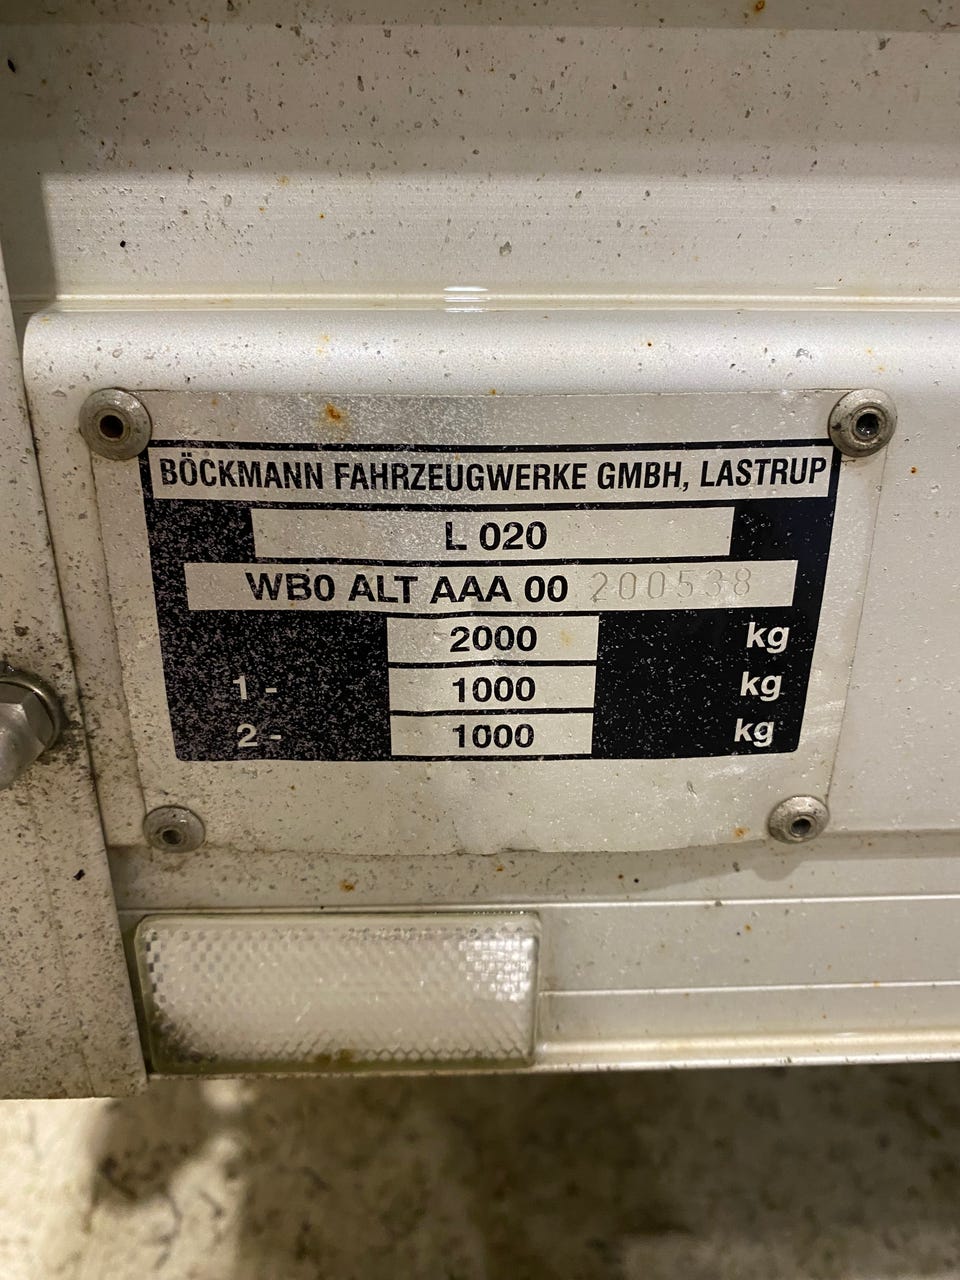 BÖCKMANN FAHRZEUGWERKE GMBH, LASTRUP
L 020
WB0 ALT AAA 00 200538
2000 kg
1 - 1000 kg
2 - 1000 kg